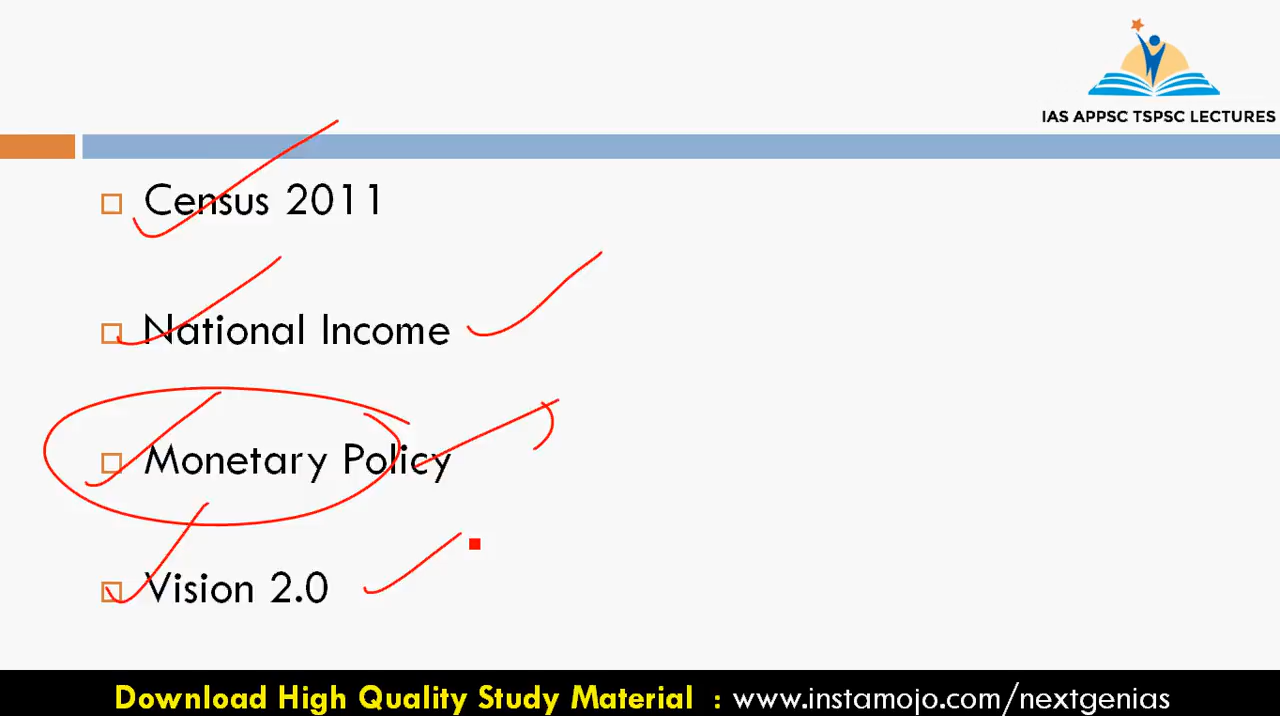 IAS APPSC TSPSC LECTURES
Census 2011
National Income
Monetary Policy
Vision 2.0
Download High Quality Study Material : www.instamojo.com/nextgenias